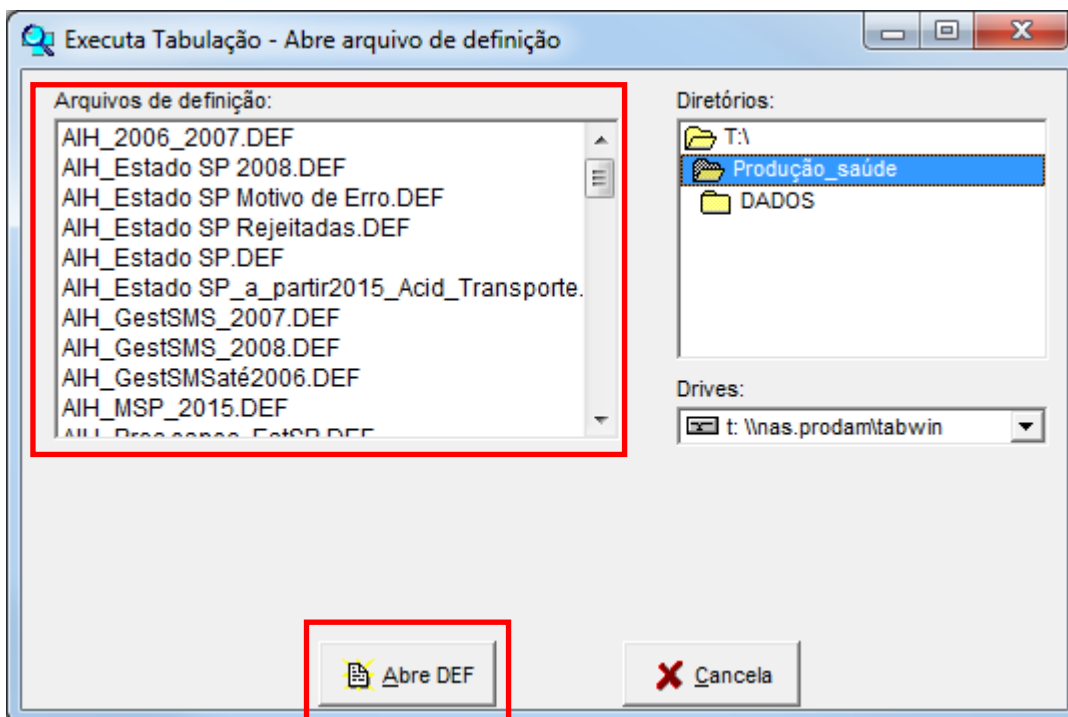 Executa Tabulação - Abre arquivo de definição
Arquivos de definição:
AIH_2006_2007.DEF
AIH_Estado SP 2008.DEF
AIH_Estado SP Motivo de Erro.DEF
AIH_Estado SP Rejeitadas.DEF
AIH_Estado SP.DEF
AIH_Estado SP_a_partir2015_Acid_Transporte.
AIH_GestSMS_2007.DEF
AIH_GestSMS_2008.DEF
AIH_GestSMSaté2006.DEF
AIH_MSP_2015.DEF
Diretórios:
T:\
Produção_saúde
DADOS
Drives:
t: \\nas.prodam\tabwin
Abre DEF
Cancela